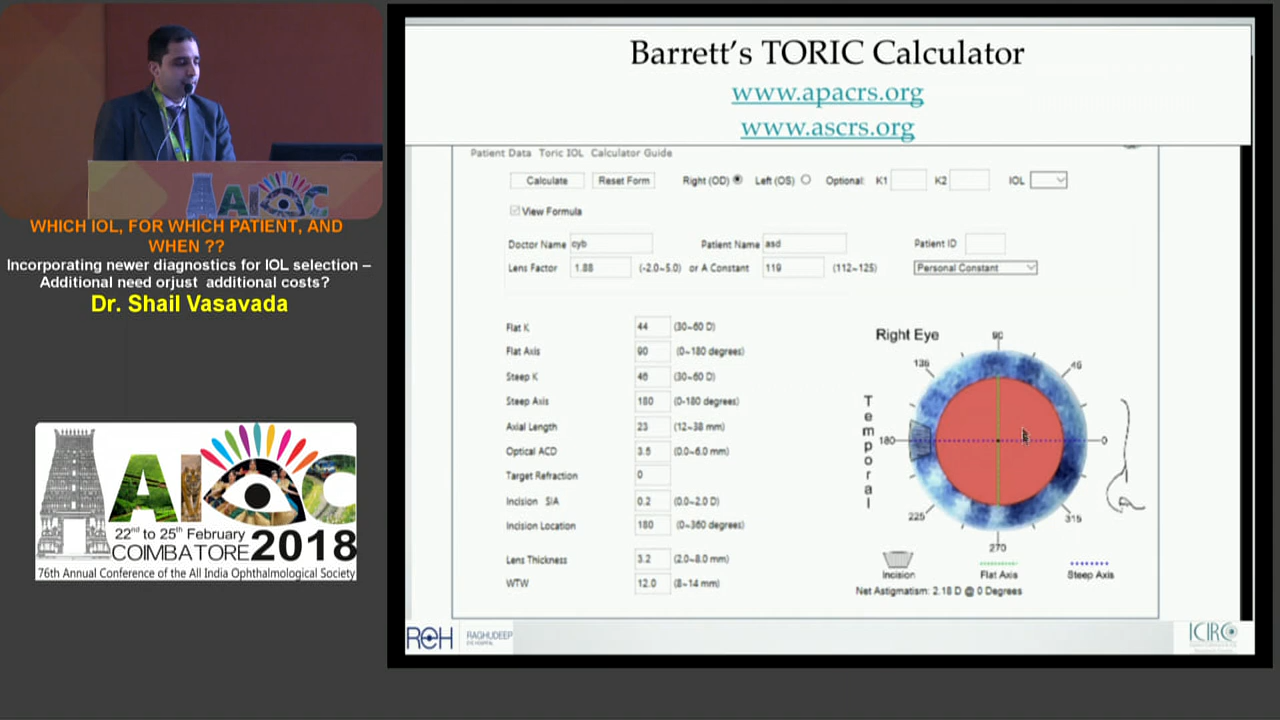 Barrett's TORIC Calculator
www.apacrs.org
www.ascrs.org
Patient Data Toric IOL Calculator Guide
Calculate Reset Form Right (OD) Left (OS) Optional: K1 K2 IOL
View Formula
Doctor Name cyb Patient Name asd Patient ID
Lens Factor 1.88 (-2.0~5.0) or A Constant 119 (112~125) Personal Constant
Flat K 44 (30~60 D)
Flat Axis 90 (0~180 degrees)
Steep K 46 (30~60 D)
Steep Axis 180 (0~180 degrees)
Axial Length 23 (12~38 mm)
Optical ACD 3.5 (0.0~6.0 mm)
Target Refraction 0
Incision SIA 0.2 (0.0~2.0 D)
Incision Location 180 (0~360 degrees)
Lens Thickness 3.2 (2.0~8.0 mm)
WTW 12.0 (8~14 mm)
Right Eye
90
135 45
Temporal
180 0
225 315
270
Incision Flat Axis Steep Axis
Net Astigmatism: 2.18 D @ 0 Degrees
REH RAGHUDEEP
EYE HOSPITAL
ICIRC
AIOC
WHICH IOL, FOR WHICH PATIENT, AND
WHEN ??
Incorporating newer diagnostics for IOL selection –
Additional need orjust additional costs?
Dr. Shail Vasavada
AIOC
22nd to 25th February
COIMBATORE 2018
76th Annual Conference of the All India Ophthalmological Society